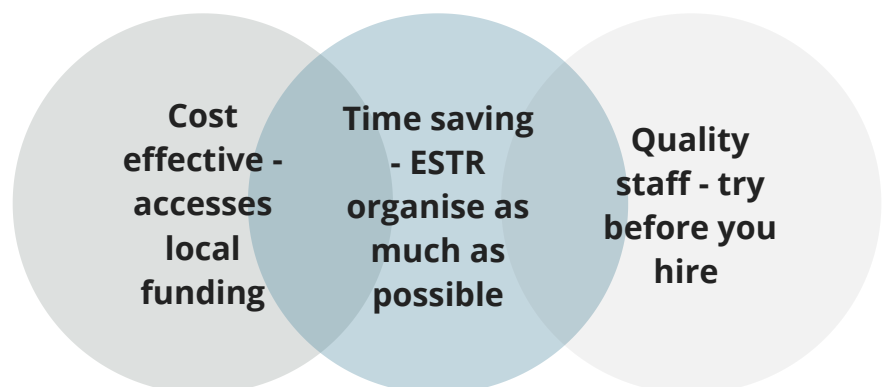 Cost
effective -
accesses
local
funding
Time saving
- ESTR
organise as
much as
possible
Quality
staff - try
before you
hire